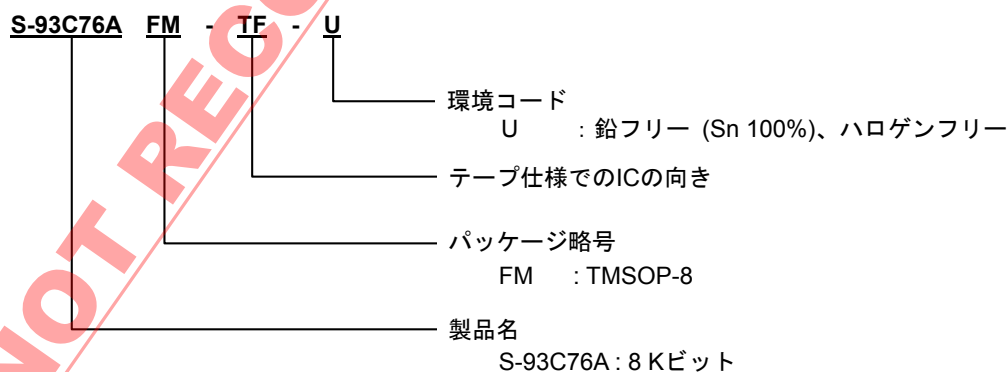 S-93C76A FM - TF - U
環境コード
U : 鉛フリー (Sn 100%)、ハロゲンフリー
テープ仕様でのICの向き
パッケージ略号
FM : TMSOP-8
製品名
S-93C76A : 8 Kビット
NOT RECO